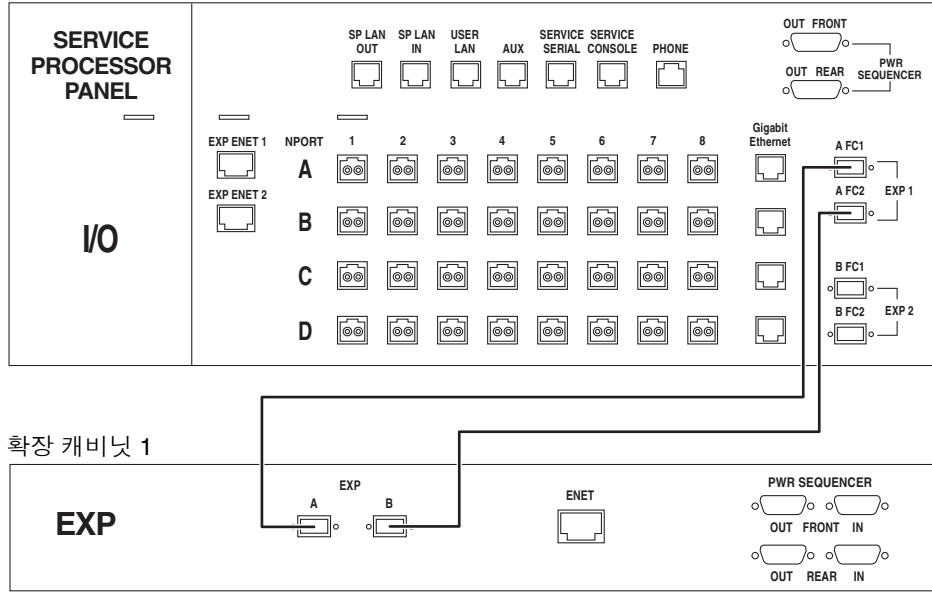 SERVICE
PROCESSOR
PANEL
I/O
SP LAN OUT
SP LAN IN
USER LAN
AUX
SERVICE SERIAL
SERVICE CONSOLE
PHONE
OUT FRONT
OUT REAR
PWR SEQUENCER
EXP ENET 1
EXP ENET 2
NPORT 1 2 3 4 5 6 7 8
Gigabit Ethernet
A
B
C
D
A FC1
A FC2
EXP 1
B FC1
B FC2
EXP 2
확장 캐비닛 1
EXP
EXP
A B
ENET
PWR SEQUENCER
OUT FRONT IN
OUT REAR IN